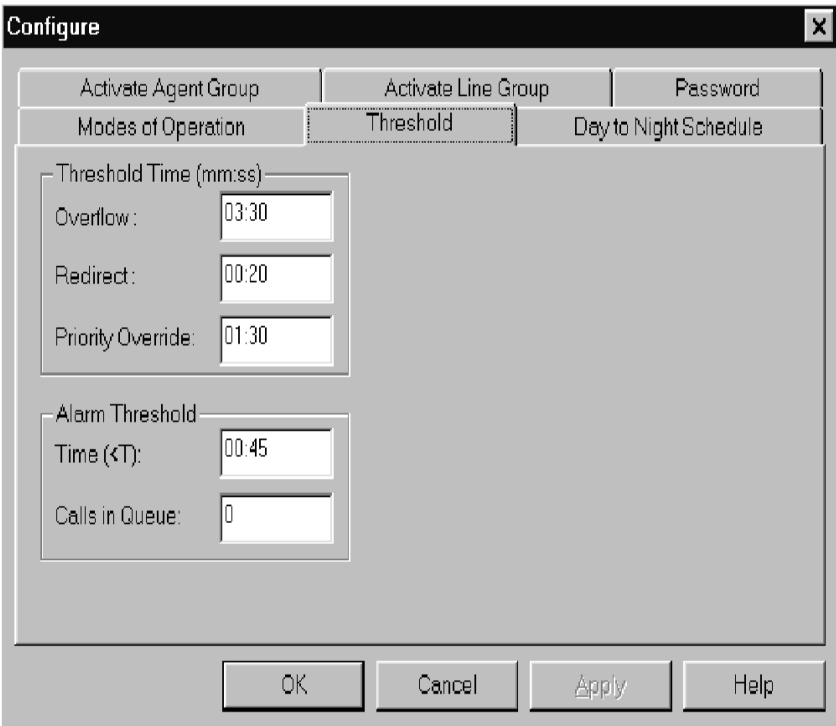 Configure
Activate Agent Group Activate Line Group Password
Modes of Operation Threshold Day to Night Schedule
Threshold Time (mm:ss)
Overflow : 03:30
Redirect : 00:20
Priority Override: 01:30
Alarm Threshold
Time (<T): 00:45
Calls in Queue: 0
OK Cancel Apply Help